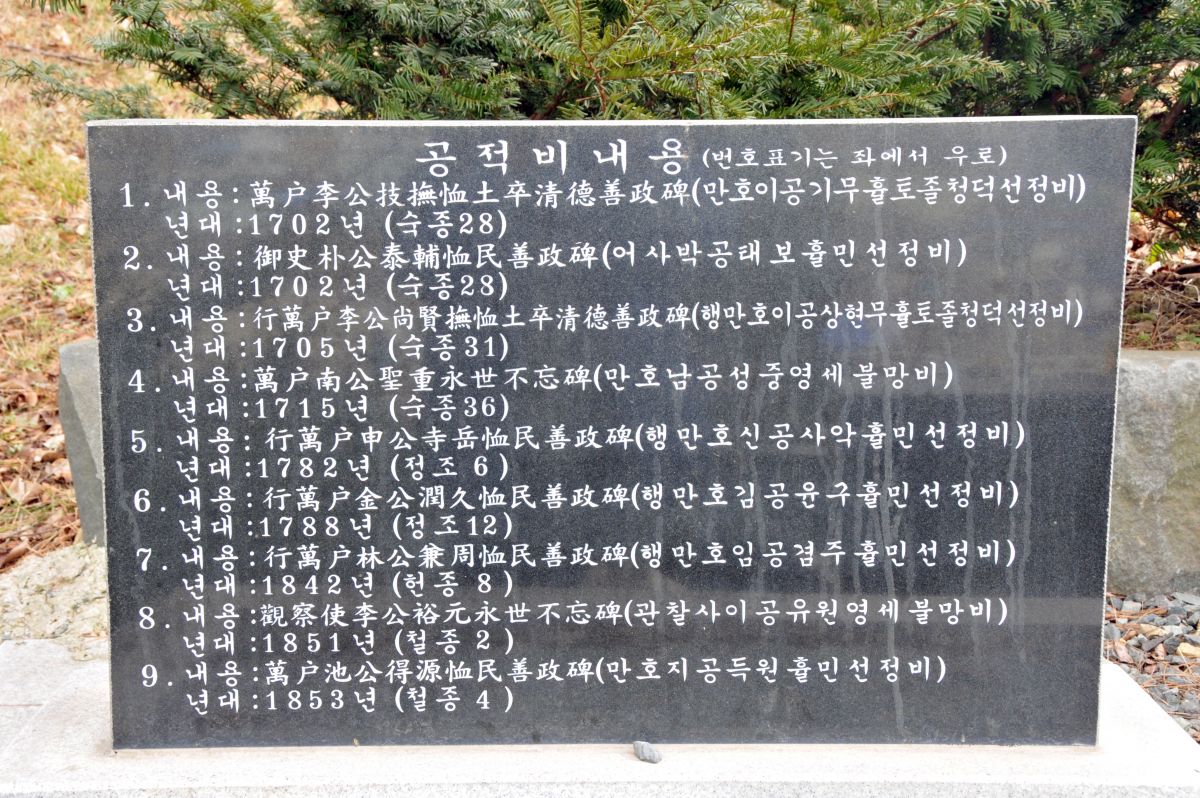 공적비내용 (번호표기는 좌에서 우로)
1. 내용:萬户李公技撫恤土卒清德善政碑(만호이공기무휼토졸청덕선정비)
년대:1702년 (숙종28)
2. 내용:御史朴公泰輔恤民善政碑(어사박공태보휼민선정비)
년대:1702년 (숙종28)
3. 내용:行萬户李公尚賢撫恤土卒清德善政碑(행만호이공상현무휼토졸청덕선정비)
년대:1705년 (숙종31)
4. 내용:萬户南公聖重永世不忘碑(만호남공성중영세불망비)
년대:1715년 (숙종36)
5. 내용: 行萬户申公寺岳恤民善政碑(행만호신공사악휼민선정비)
년대:1782년 (정조 6)
6. 내용:行萬户金公潤久恤民善政碑(행만호김공윤구휼민선정비)
년대:1788년 (정조12)
7. 내용:行萬户林公兼周恤民善政碑(행만호임공겸주휼민선정비)
년대:1842년 (헌종 8)
8. 내용:觀察使李公裕元永世不忘碑(관찰사이공유원영세불망비)
년대:1851년 (철종 2)
9. 내용:萬户池公得源恤民善政碑(만호지공득원휼민선정비)
년대:1853년 (철종 4)